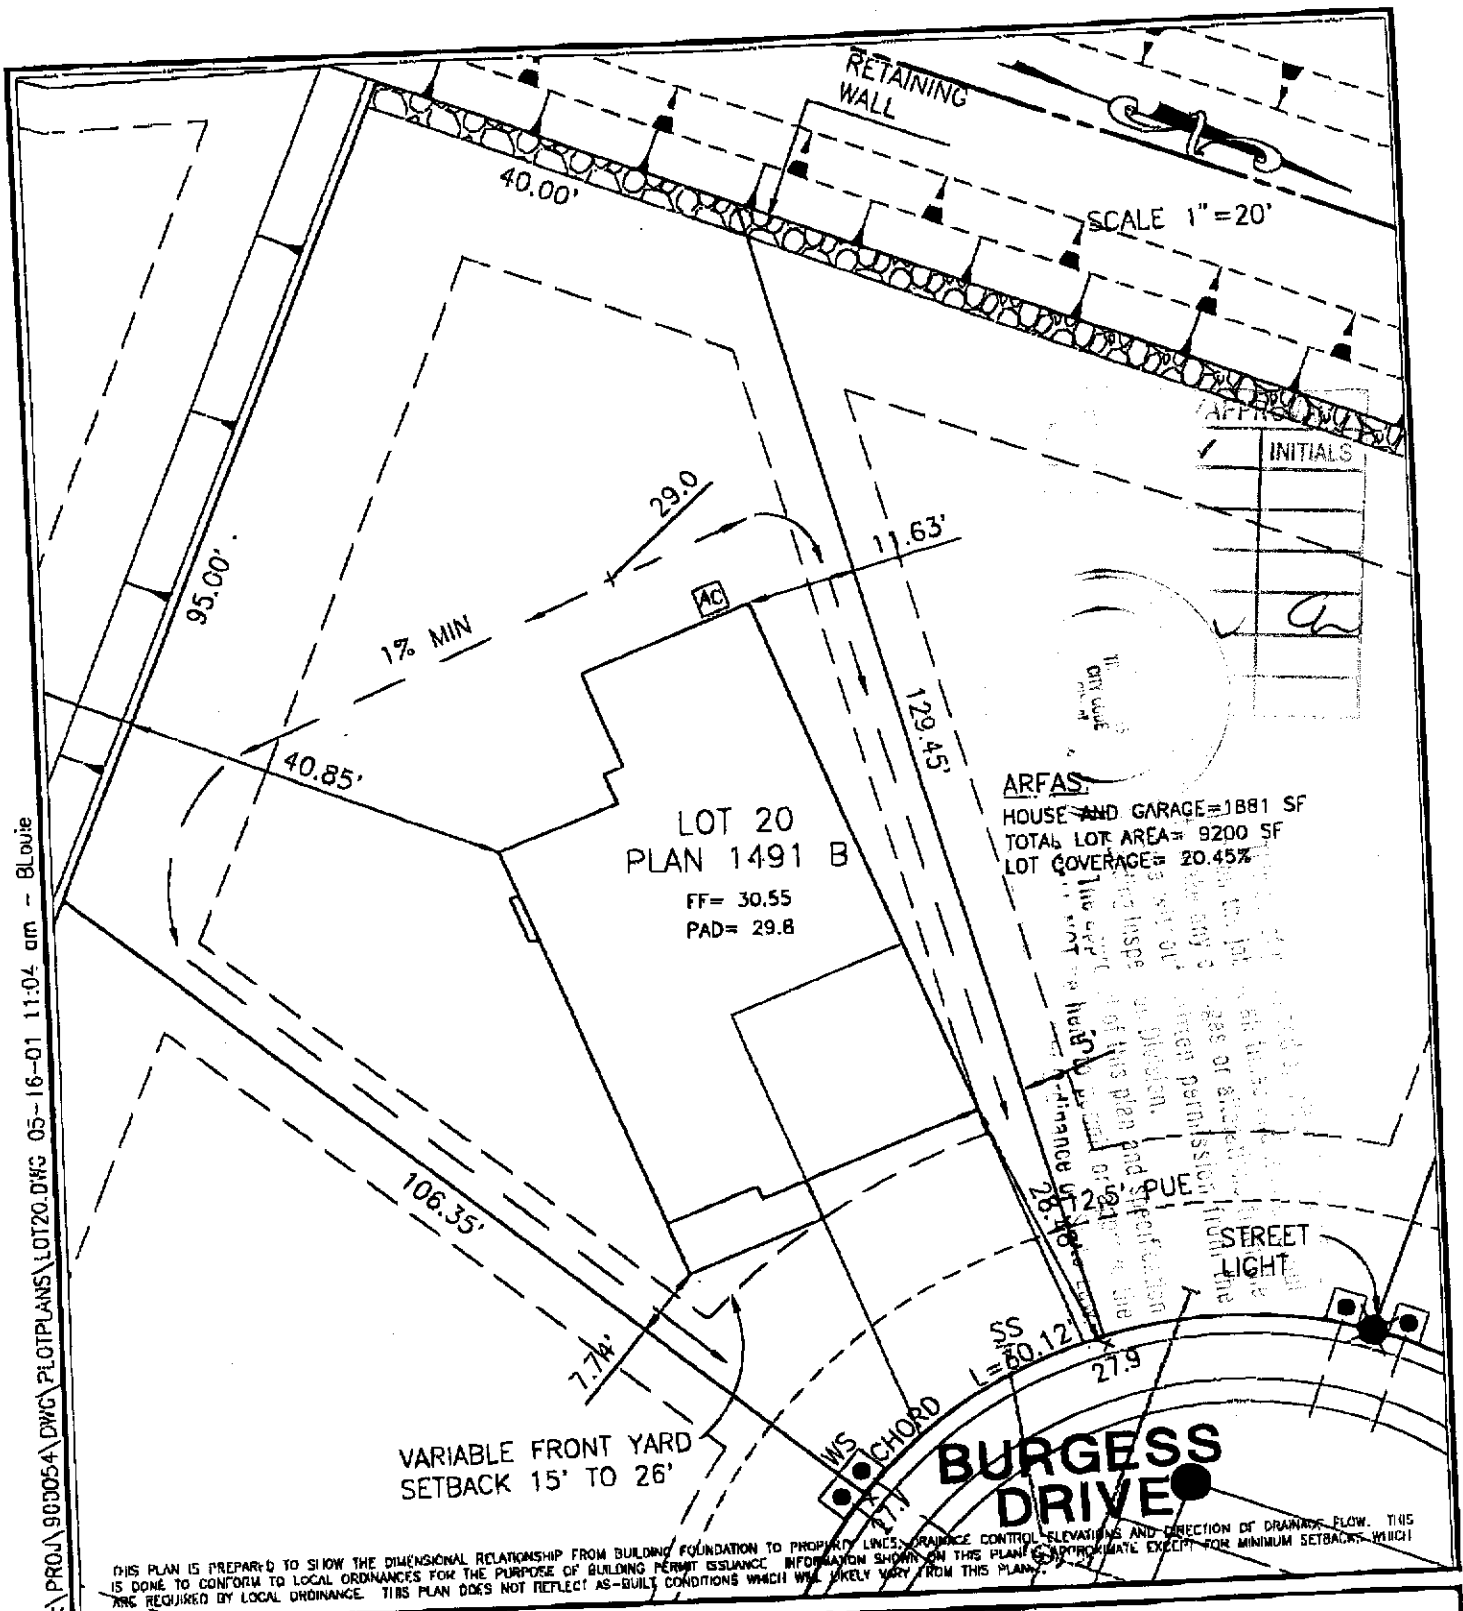 RETAINING
WALL
40.00'
SCALE 1"=20'
INITIALS
29.0
11.63'
95.00'
AC
1% MIN
129.45'
40.85'
LOT 20
PLAN 1491 B
FF= 30.55
PAD= 29.8
AREAS:
HOUSE AND GARAGE=1881 SF
TOTAL LOT AREA= 9200 SF
LOT COVERAGE= 20.45%
106.35'
28.48
12.5' PUE
STREET
LIGHT
7.74'
SS
L=60.12'
27.9
CHORD
WS
VARIABLE FRONT YARD
SETBACK 15' TO 26'
BURGESS
DRIVE
\PROJ\900054\DWG\PLOTPLANS\LOT20.DWG 05-16-01 11:04 am - BLouie
THIS PLAN IS PREPARED TO SHOW THE DIMENSIONAL RELATIONSHIP FROM BUILDING FOUNDATION TO PROPERTY LINES, DRAINAGE CONTROL ELEVATIONS AND DIRECTION OF DRAINAGE FLOW. THIS
IS DONE TO CONFORM TO LOCAL ORDINANCES FOR THE PURPOSE OF BUILDING PERMIT ISSUANCE. INFORMATION SHOWN ON THIS PLAN IS APPROXIMATE EXCEPT FOR MINIMUM SETBACKS WHICH
ARE REQUIRED BY LOCAL ORDINANCE. THIS PLAN DOES NOT REFLECT AS-BUILT CONDITIONS WHICH WILL LIKELY VARY FROM THIS PLAN.